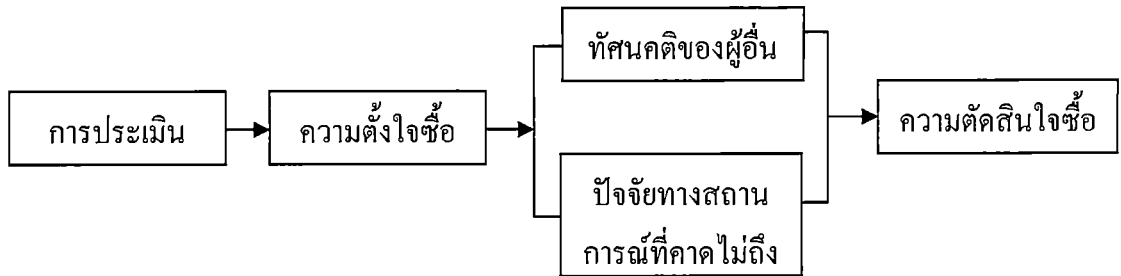 การประเมิน
ความตั้งใจซื้อ
ทัศนคติของผู้อื่น
ปัจจัยทางสถาน
การณ์ที่คาดไม่ถึง
ความตัดสินใจซื้อ